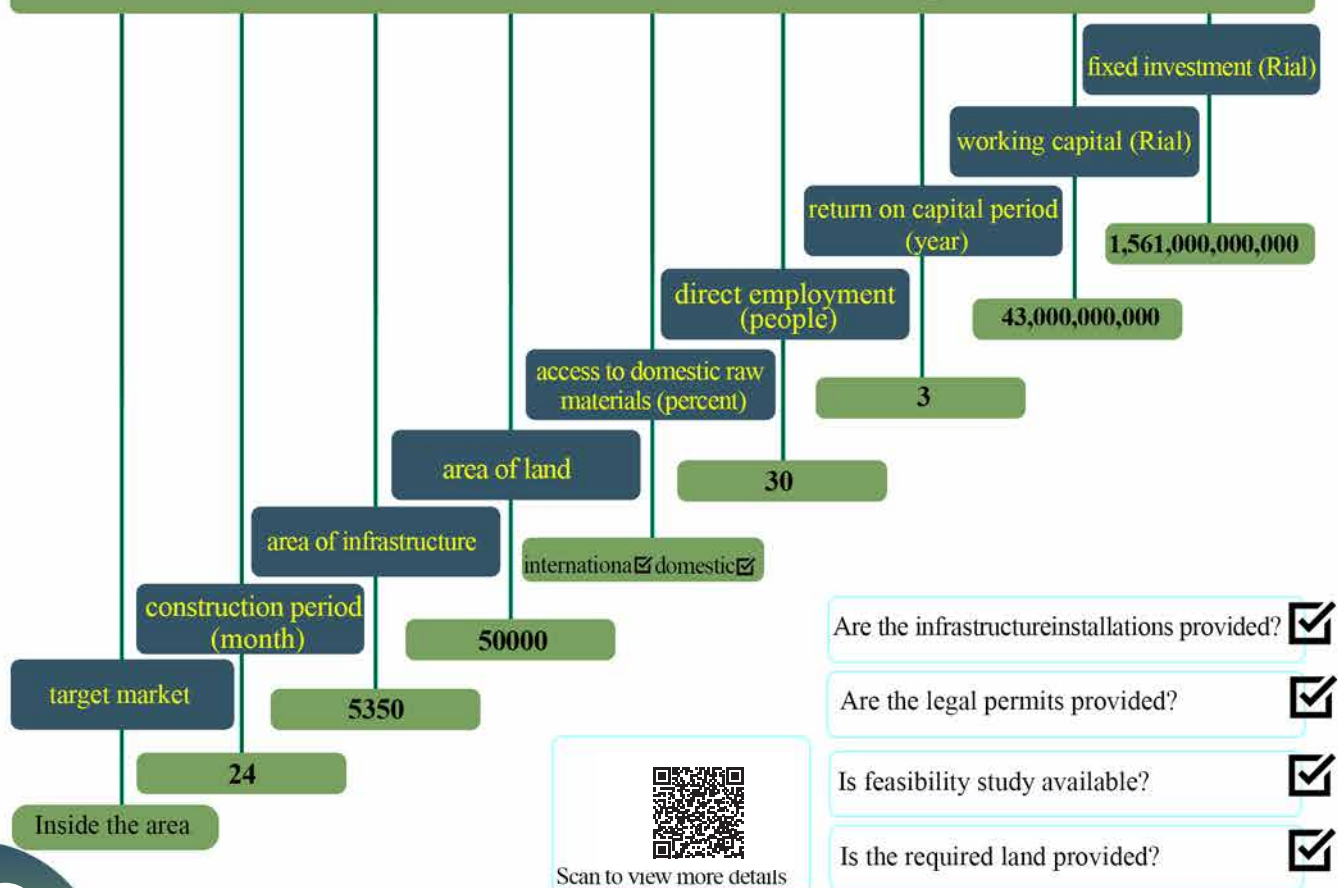 fixed investment (Rial)
1,561,000,000,000
working capital (Rial)
43,000,000,000
return on capital period
(year)
3
direct employment
(people)
30
access to domestic raw
materials (percent)
internationa☑ domestic☑
area of land
50000
area of infrastructure
5350
construction period
(month)
24
target market
Inside the area
Are the infrastructureinstallations provided? ☑
Are the legal permits provided? ☑
Is feasibility study available? ☑
Is the required land provided? ☑
Scan to view more details